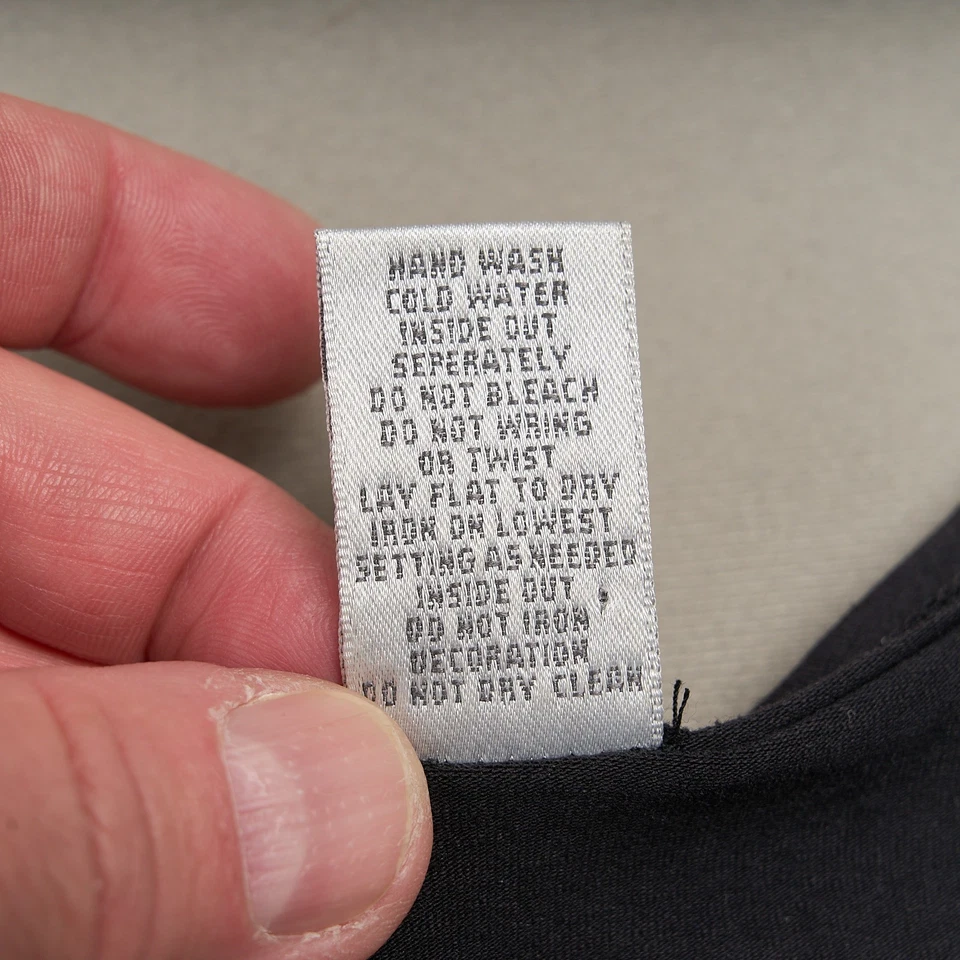 HAND WASH
COLD WATER
INSIDE OUT
SEPERATELY
DO NOT BLEACH
DO NOT WRING
OR TWIST
LAY FLAT TO DRY
IRON ON LOWEST
SETTING AS NEEDED
INSIDE OUT
DO NOT IRON
DECORATION
DO NOT DRY CLEAN